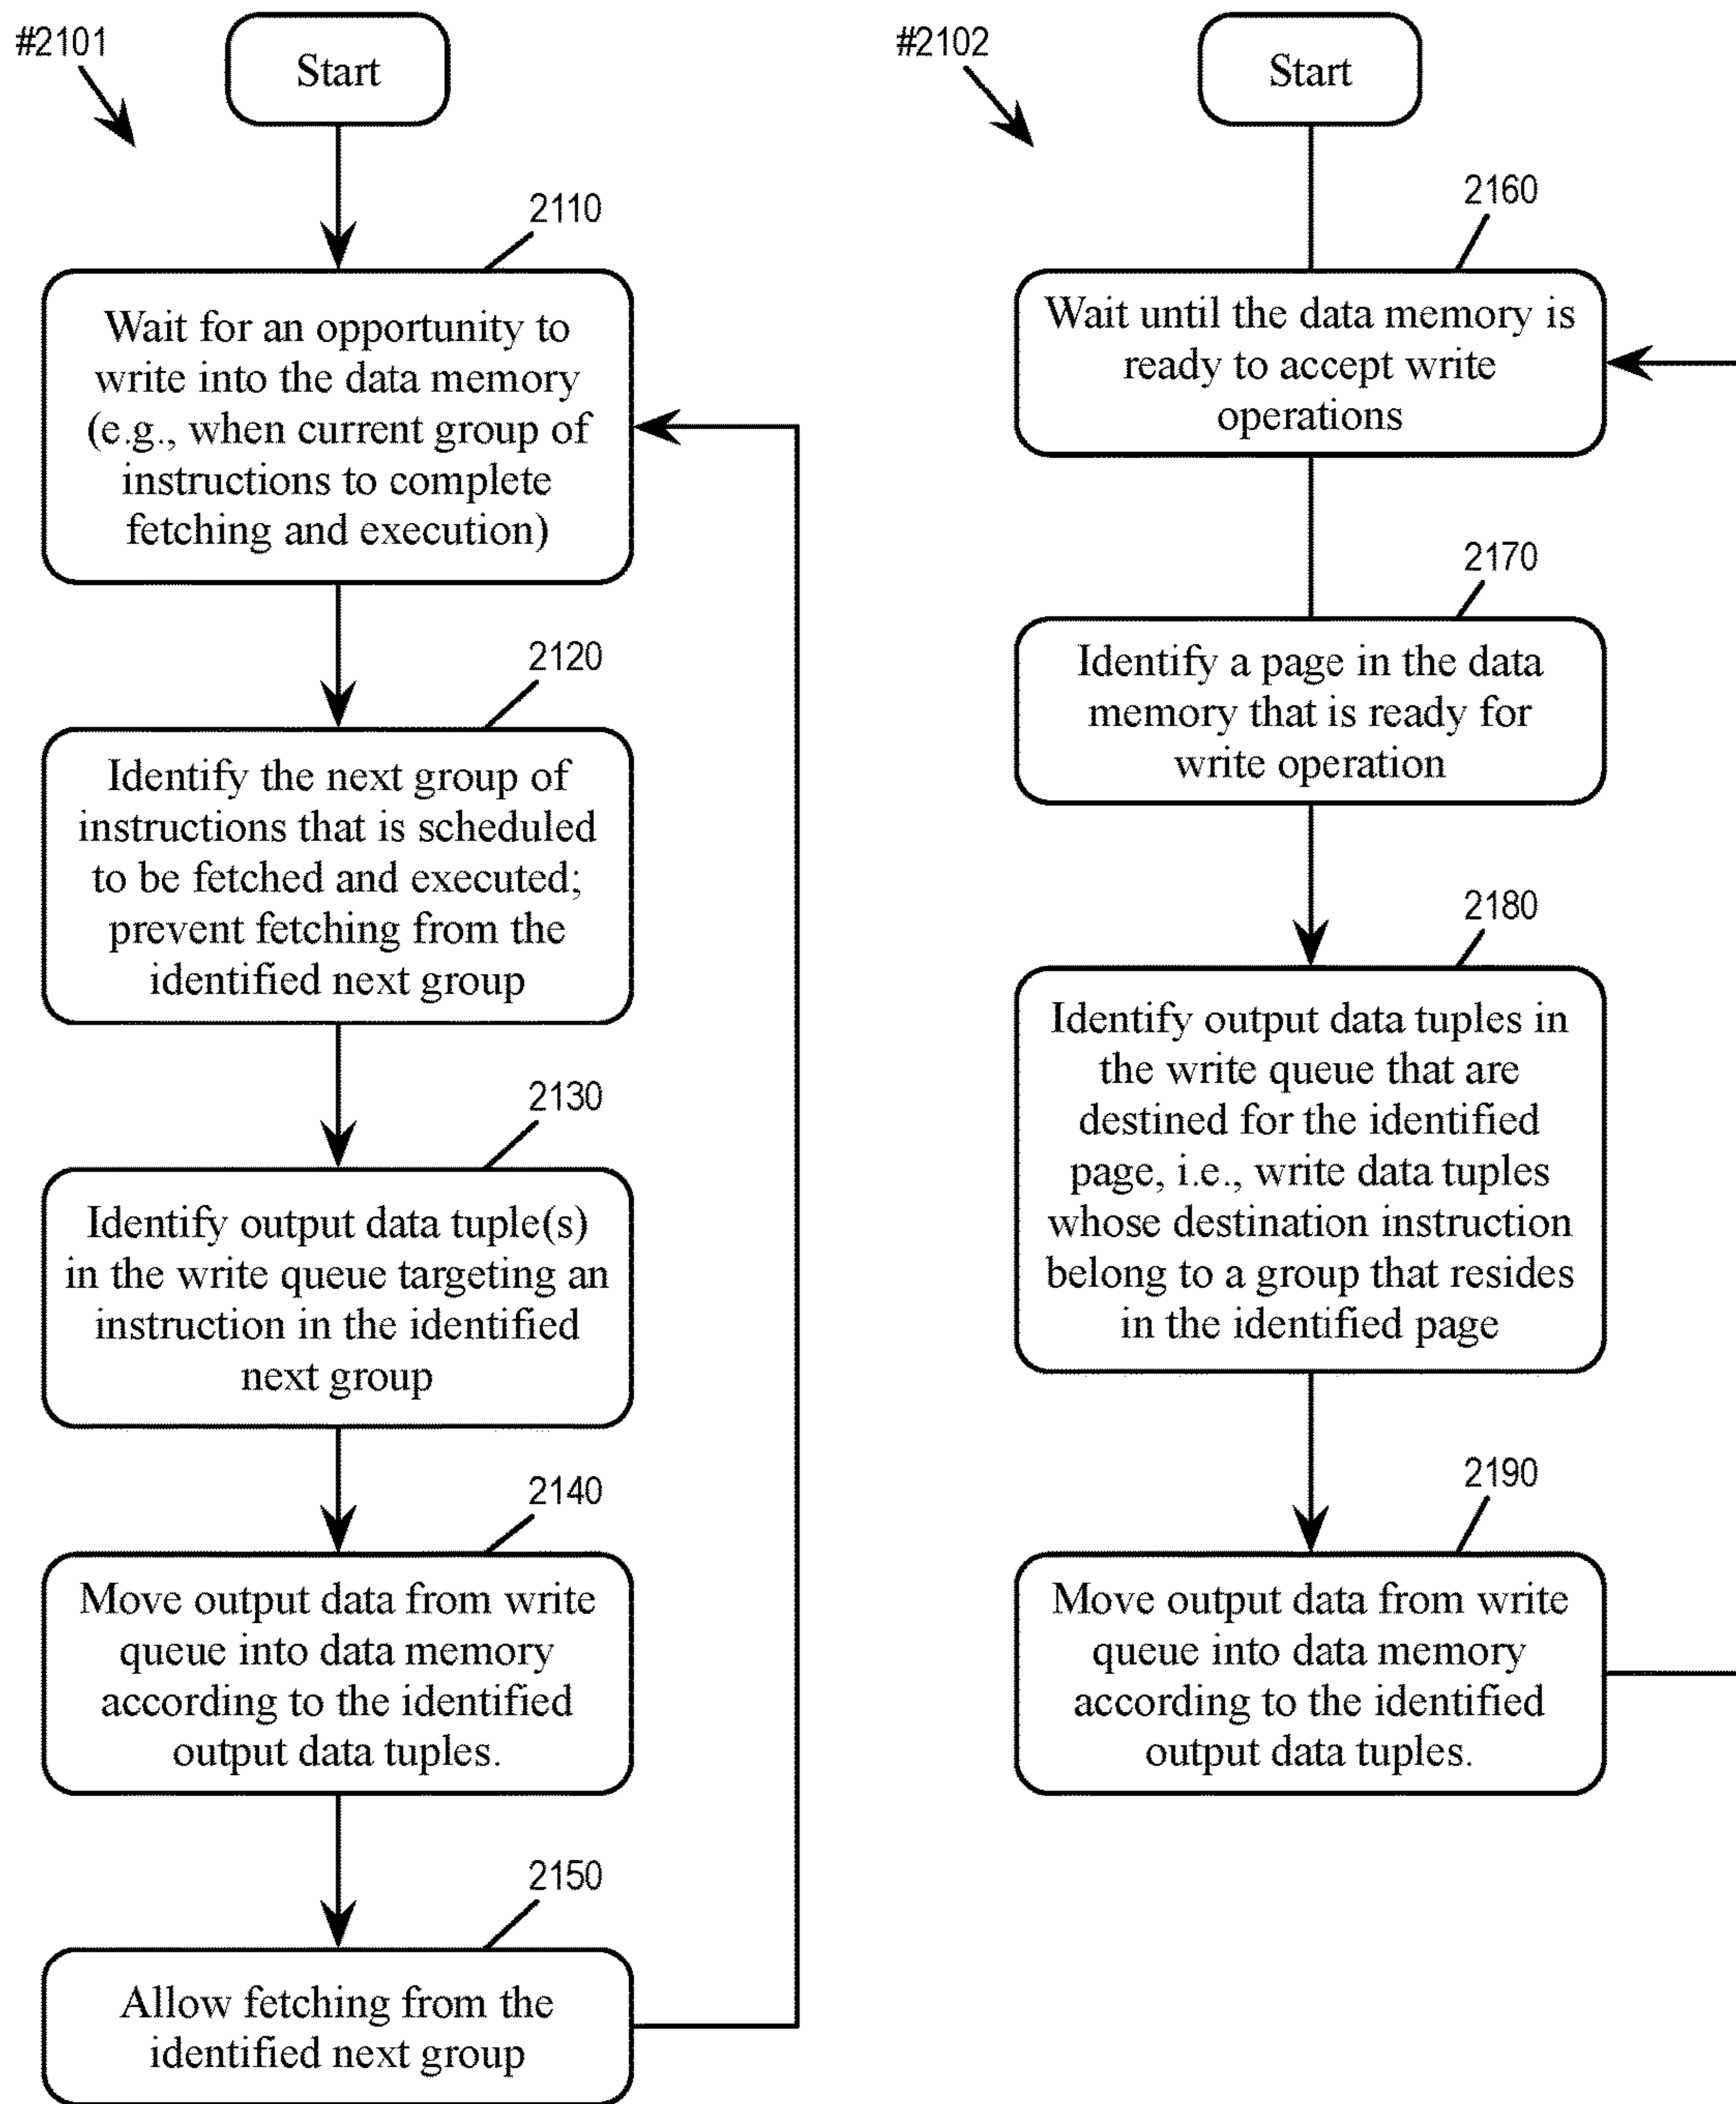 #2101
Start
2110
Wait for an opportunity to
write into the data memory
(e.g., when current group of
instructions to complete
fetching and execution)
2120
Identify the next group of
instructions that is scheduled
to be fetched and executed;
prevent fetching from the
identified next group
2130
Identify output data tuple(s)
in the write queue targeting an
instruction in the identified
next group
2140
Move output data from write
queue into data memory
according to the identified
output data tuples.
2150
Allow fetching from the
identified next group
#2102
Start
2160
Wait until the data memory is
ready to accept write
operations
2170
Identify a page in the data
memory that is ready for
write operation
2180
Identify output data tuples in
the write queue that are
destined for the identified
page, i.e., write data tuples
whose destination instruction
belong to a group that resides
in the identified page
2190
Move output data from write
queue into data memory
according to the identified
output data tuples.